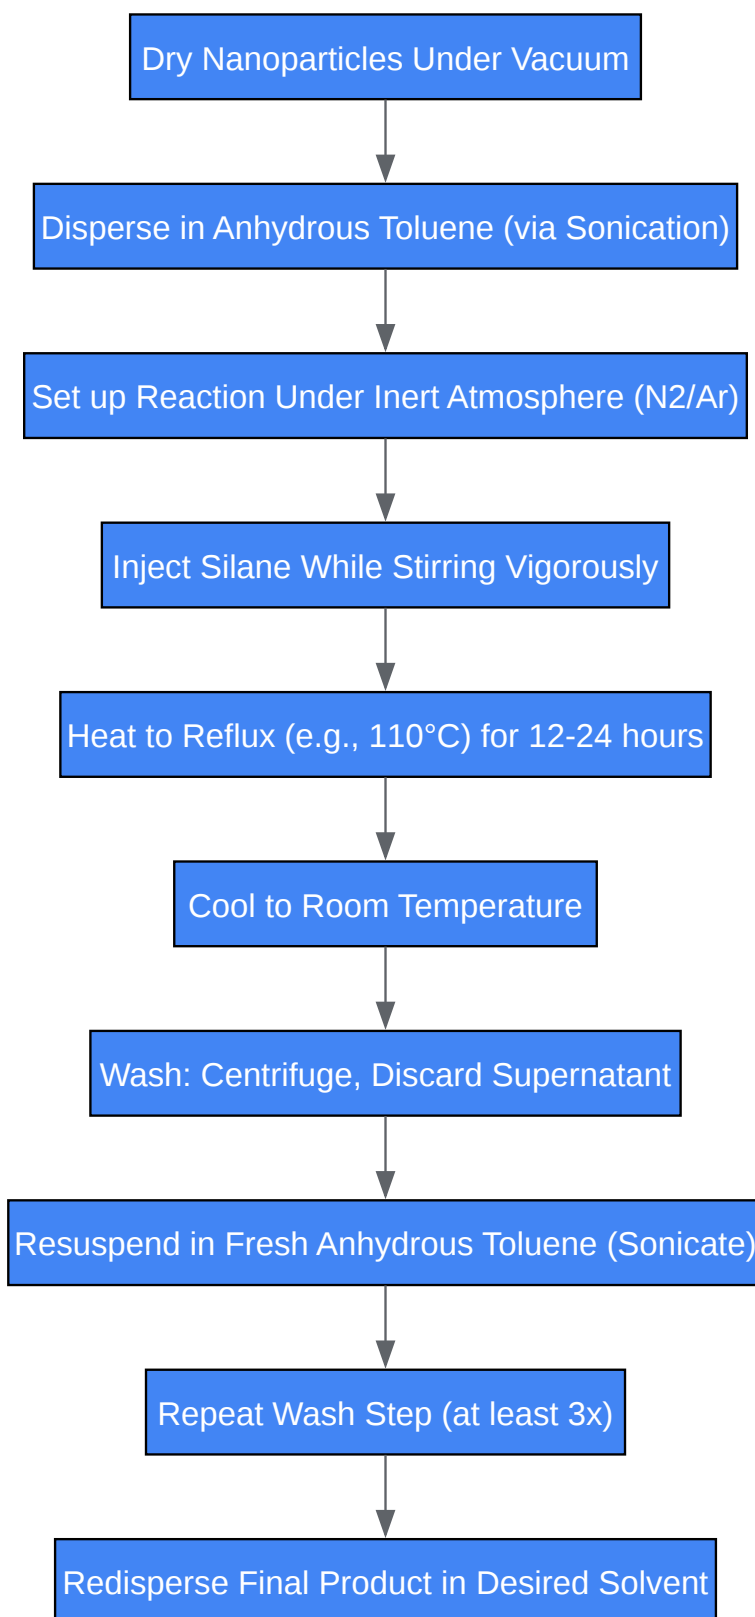 Dry Nanoparticles Under Vacuum
Disperse in Anhydrous Toluene (via Sonication)
Set up Reaction Under Inert Atmosphere (N2/Ar)
Inject Silane While Stirring Vigorously
Heat to Reflux (e.g., 110°C) for 12-24 hours
Cool to Room Temperature
Wash: Centrifuge, Discard Supernatant
Resuspend in Fresh Anhydrous Toluene (Sonicate)
Repeat Wash Step (at least 3x)
Redisperse Final Product in Desired Solvent